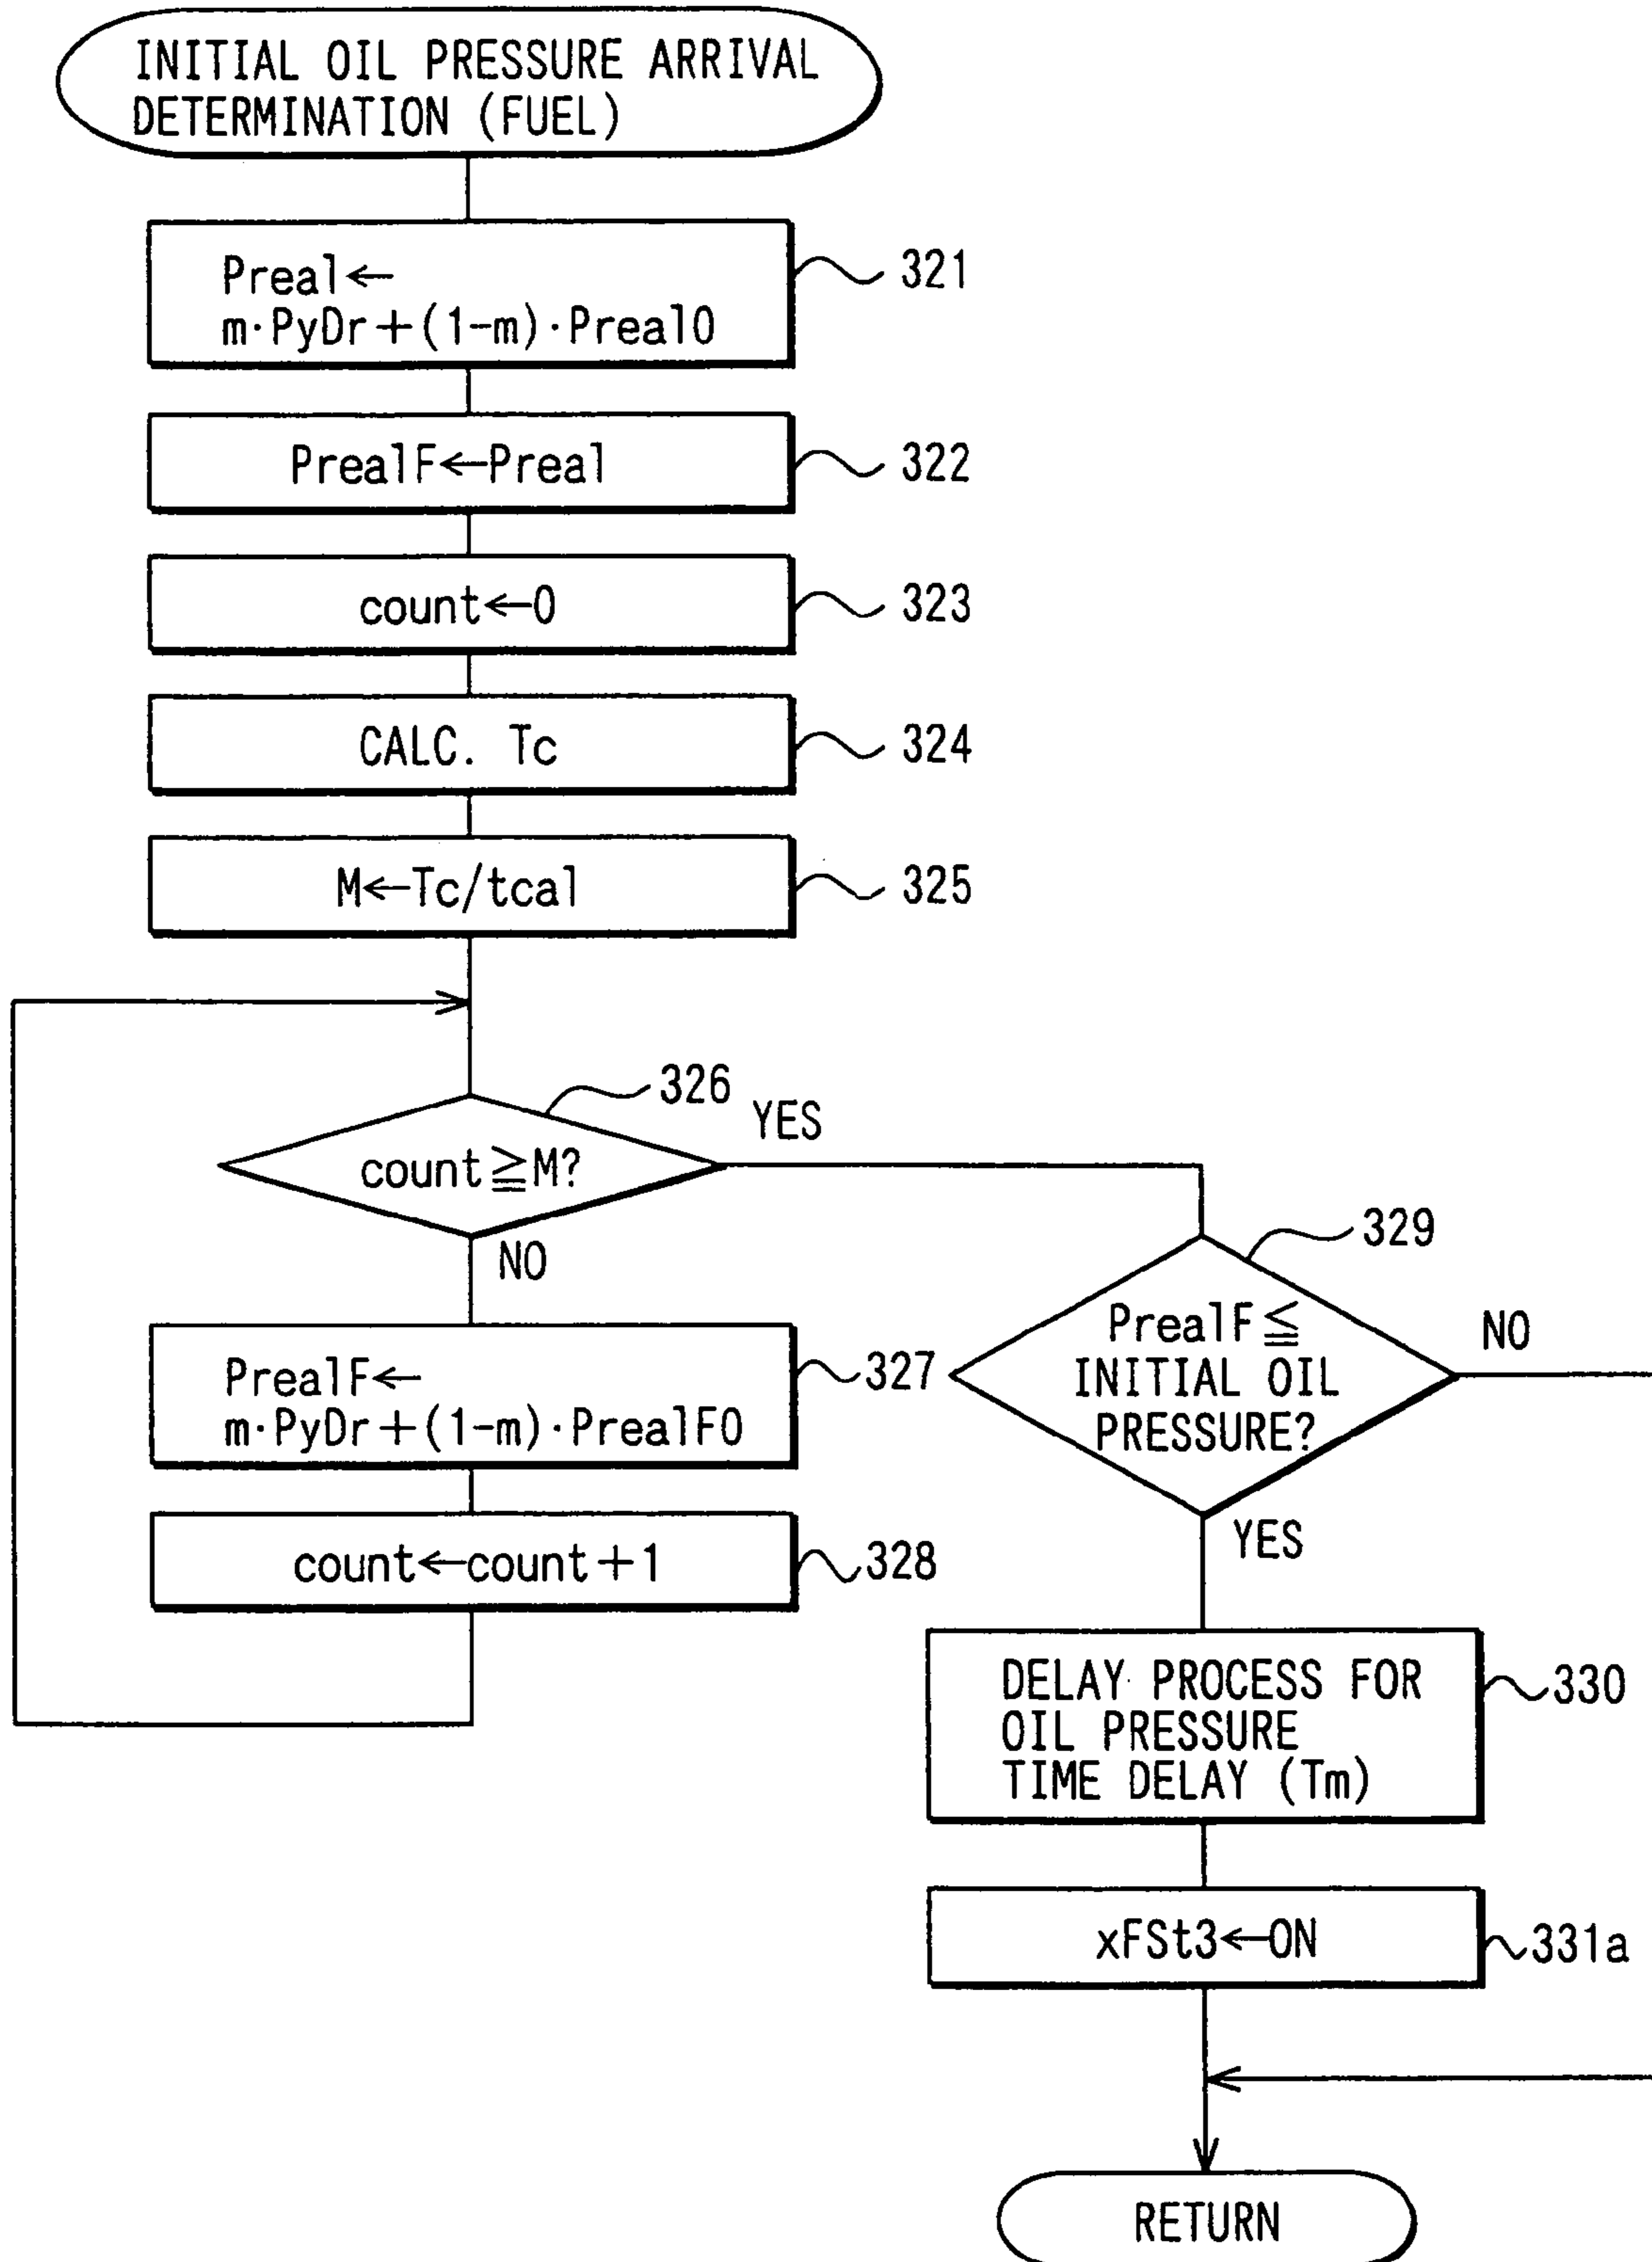 INITIAL OIL PRESSURE ARRIVAL
DETERMINATION (FUEL)
Preal←
m·PyDr+(1-m)·Preal0
321
PrealF←Preal
322
count←0
323
CALC. Tc
324
M←Tc/tcal
325
326
YES
count≧M?
NO
329
PrealF≦
INITIAL OIL
PRESSURE?
NO
YES
PrealF←
m·PyDr+(1-m)·PrealF0
327
count←count+1
328
DELAY PROCESS FOR
OIL PRESSURE
TIME DELAY (Tm)
330
xFSt3←ON
331a
RETURN